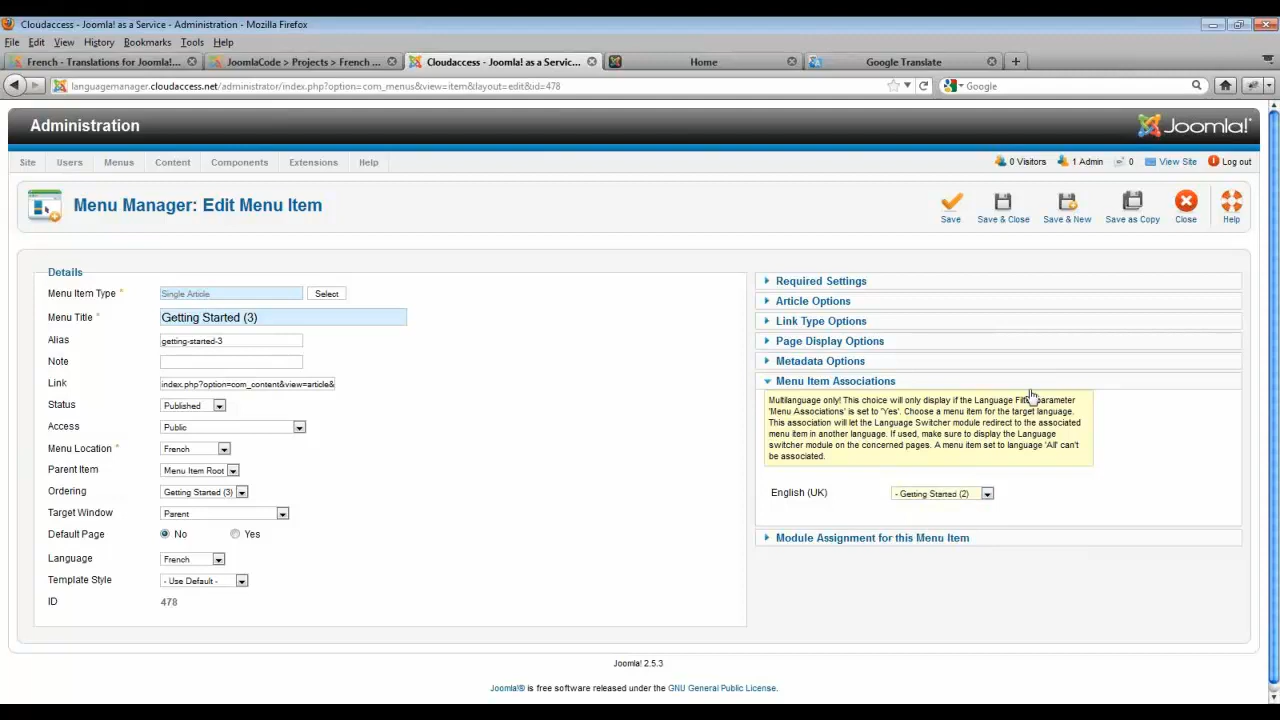 Cloudaccess - Joomla! as a Service - Administration - Mozilla Firefox
File Edit View History Bookmarks Tools Help
French - Translations for Joomla!... JoomlaCode > Projects > French ... Cloudaccess - Joomla! as a Servic... Home Google Translate
languagemanager.cloudaccess.net/administrator/index.php?option=com_menus&view=item&layout=edit&id=478 Google
Administration Joomla!
Site Users Menus Content Components Extensions Help 0 Visitors 1 Admin 0 View Site Log out
Menu Manager: Edit Menu Item
Save Save & Close Save & New Save as Copy Close Help
Details
Menu Item Type * Single Article Select
Menu Title * Getting Started (3)
Alias getting-started-3
Note
Link index.php?option=com_content&view=article&
Status Published
Access Public
Menu Location * French
Parent Item Menu Item Root
Ordering Getting Started (3)
Target Window Parent
Default Page No Yes
Language French
Template Style - Use Default -
ID 478
Required Settings
Article Options
Link Type Options
Page Display Options
Metadata Options
Menu Item Associations
Multilanguage only! This choice will only display if the Language parameter
'Menu Associations' is set to 'Yes'. Choose a menu item for the target language.
This association will let the Language Switcher module redirect to the associated
menu item in another language. If used, make sure to display the Language
switcher module on the concerned pages. A menu item set to language 'All' can't
be associated.
English (UK) - Getting Started (2)
Module Assignment for this Menu Item
Joomla! 2.5.3
Joomla!® is free software released under the GNU General Public License.